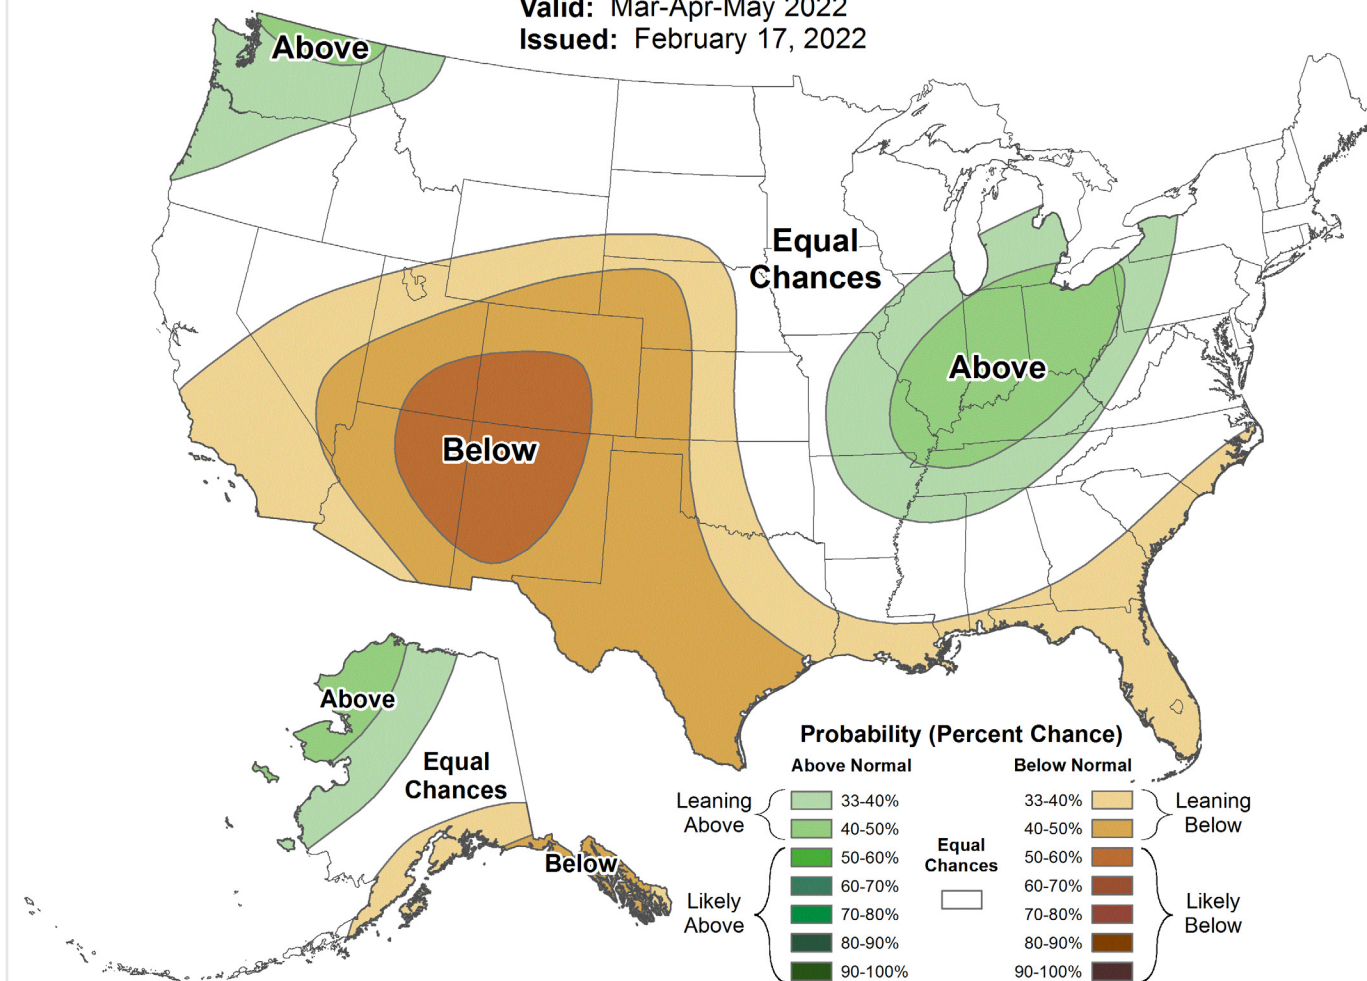 Valid: Mar-Apr-May 2022
Issued: February 17, 2022
Above
Equal
Chances
Above
Below
Above
Equal
Chances
Below
Probability (Percent Chance)
Above Normal
Below Normal
Leaning
Above
33-40%
40-50%
Likely
Above
50-60%
60-70%
70-80%
80-90%
90-100%
Equal
Chances
33-40%
40-50%
Leaning
Below
50-60%
60-70%
70-80%
80-90%
90-100%
Likely
Below